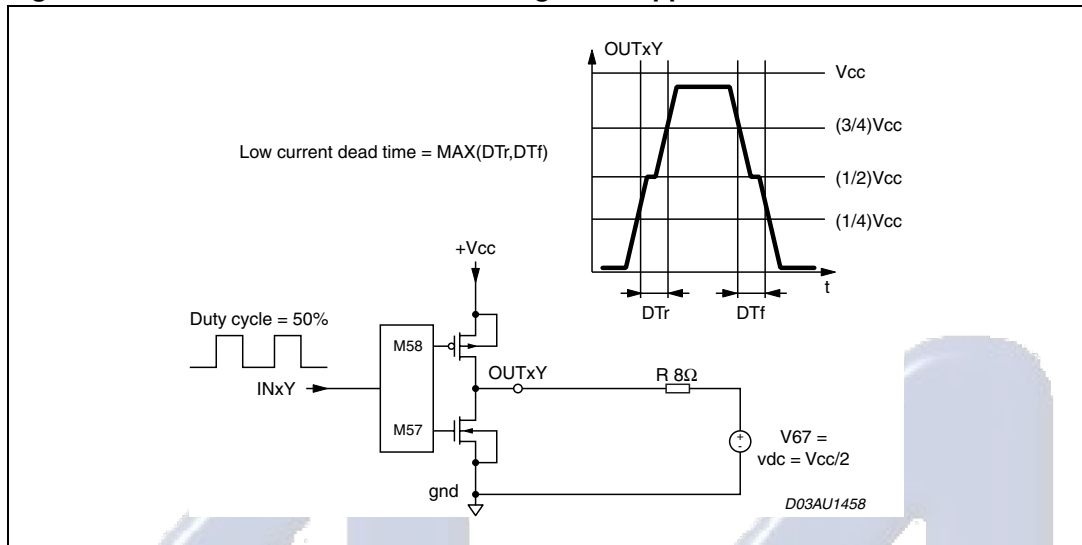 OUTxY
Vcc
(3/4)Vcc
Low current dead time = MAX(DTr,DTf)
(1/2)Vcc
(1/4)Vcc
+Vcc
t
DTr
DTf
Duty cycle = 50%
M58
OUTxY
R 8Ω
INxY
M57
V67 =
vdc = Vcc/2
+
-
gnd
D03AU1458